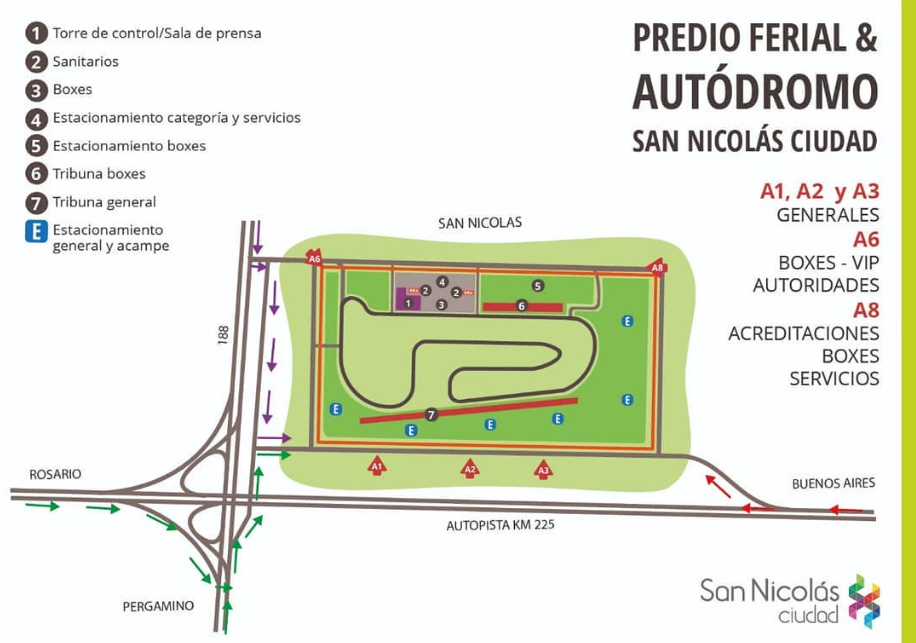 1 Torre de control/Sala de prensa
2 Sanitarios
3 Boxes
4 Estacionamiento categoría y servicios
5 Estacionamiento boxes
6 Tribuna boxes
7 Tribuna general
E Estacionamiento
general y acampe
PREDIO FERIAL &
AUTÓDROMO
SAN NICOLÁS CIUDAD
A1, A2 y A3
GENERALES
A6
BOXES - VIP
AUTORIDADES
A8
ACREDITACIONES
BOXES
SERVICIOS
SAN NICOLAS
A6
A8
4
5
2
2
1
3
6
E
188
E
E
7
E
E
E
A1
A2
A3
ROSARIO
BUENOS AIRES
AUTOPISTA KM 225
PERGAMINO
San Nicolás
ciudad